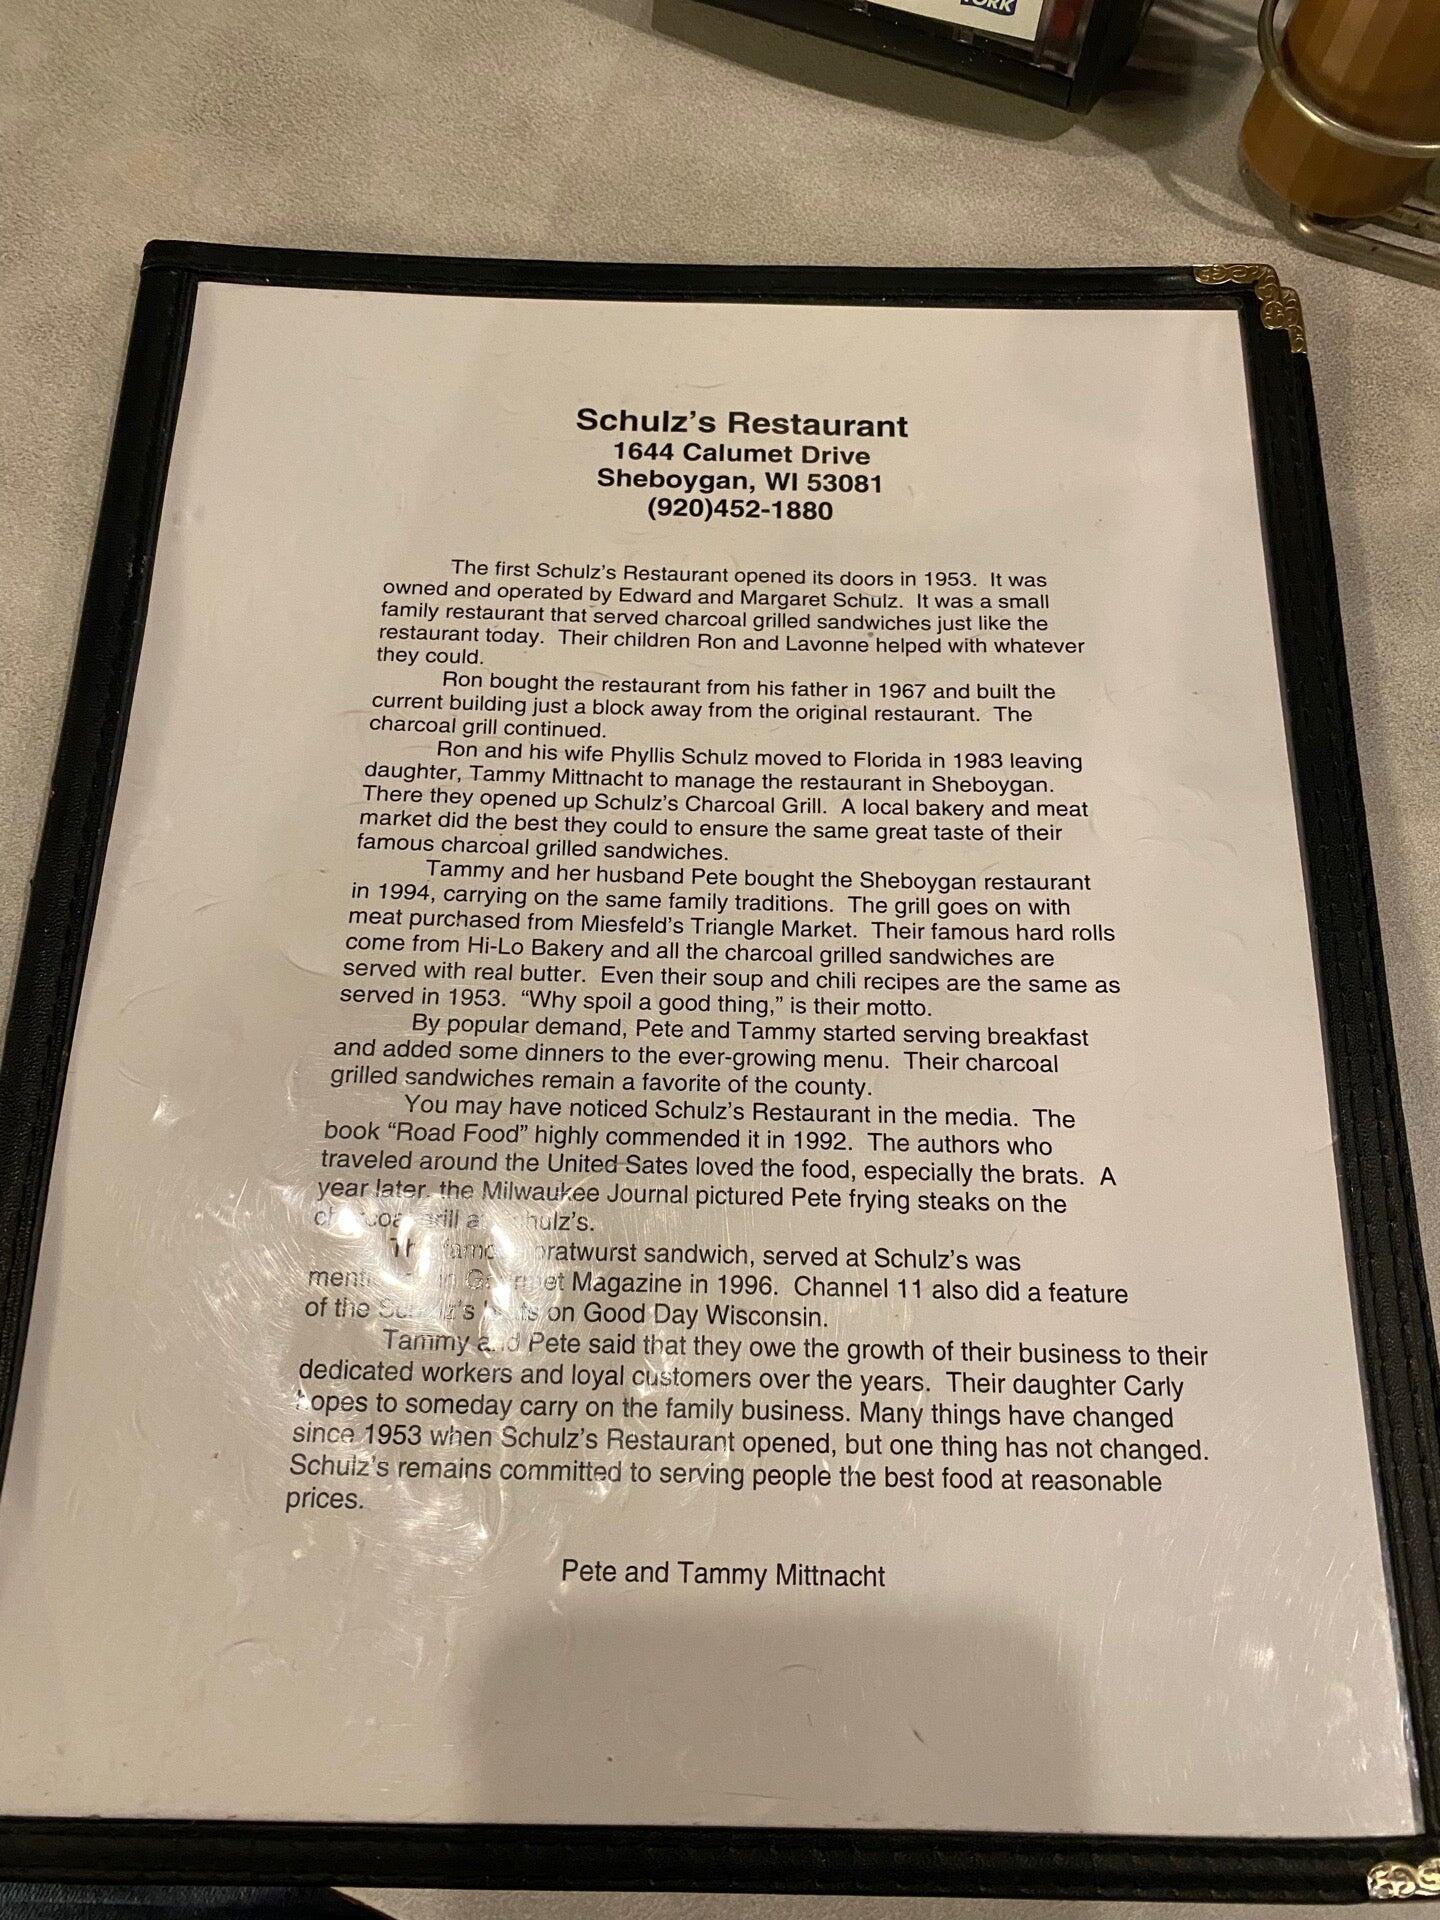 ORK
Schulz's Restaurant
1644 Calumet Drive
Sheboygan, WI 53081
(920)452-1880
The first Schulz's Restaurant opened its doors in 1953. It was
owned and operated by Edward and Margaret Schulz. It was a small
family restaurant that served charcoal grilled sandwiches just like the
restaurant today. Their children Ron and Lavonne helped with whatever
they could.
Ron bought the restaurant from his father in 1967 and built the
current building just a block away from the original restaurant. The
charcoal grill continued.
Ron and his wife Phyllis Schulz moved to Florida in 1983 leaving
daughter, Tammy Mittnacht to manage the restaurant in Sheboygan.
There they opened up Schulz's Charcoal Grill. A local bakery and meat
market did the best they could to ensure the same great taste of their
famous charcoal grilled sandwiches.
Tammy and her husband Pete bought the Sheboygan restaurant
in 1994, carrying on the same family traditions. The grill goes on with
meat purchased from Miesfeld's Triangle Market. Their famous hard rolls
come from Hi-Lo Bakery and all the charcoal grilled sandwiches are
served with real butter. Even their soup and chili recipes are the same as
served in 1953. "Why spoil a good thing," is their motto.
By popular demand, Pete and Tammy started serving breakfast
and added some dinners to the ever-growing menu. Their charcoal
grilled sandwiches remain a favorite of the county.
You may have noticed Schulz's Restaurant in the media. The
book "Road Food" highly commended it in 1992. The authors who
traveled around the United Sates loved the food, especially the brats. A
year later, the Milwaukee Journal pictured Pete frying steaks on the
charcoal grill at Schulz's.
The famous bratwurst sandwich, served at Schulz's was
mentioned in Gourmet Magazine in 1996. Channel 11 also did a feature
of the Schulz's brats on Good Day Wisconsin.
Tammy and Pete said that they owe the growth of their business to their
dedicated workers and loyal customers over the years. Their daughter Carly
hopes to someday carry on the family business. Many things have changed
since 1953 when Schulz's Restaurant opened, but one thing has not changed.
Schulz's remains committed to serving people the best food at reasonable
prices.
Pete and Tammy Mittnacht